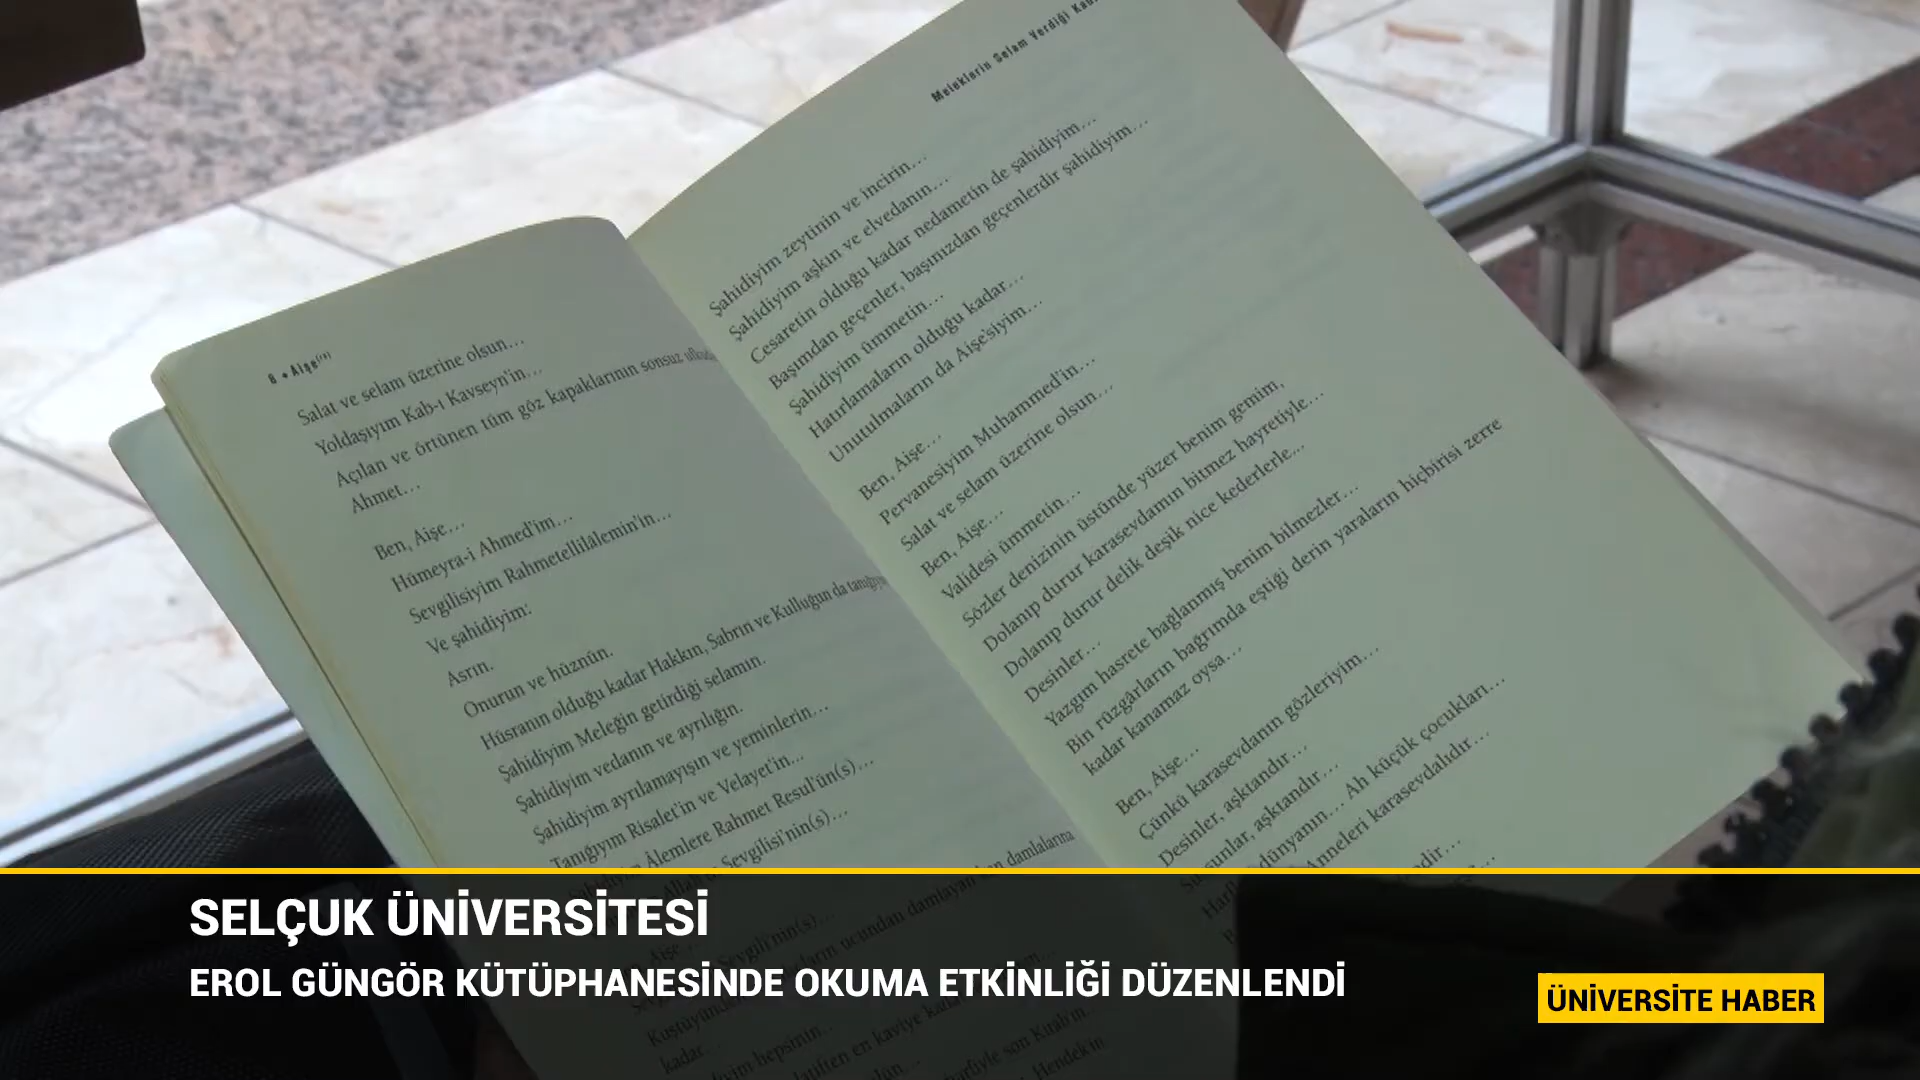 6 • Aişe
Salat ve selam üzerine olsun…
Yoldaşıyım Kab-ı Kavseyn'in…
Açılan ve örtünen tüm göz kapaklarının sonsuz
Ahmet…
Ben, Aişe…
Hümeyra-i Ahmed'im…
Sevgilisiyim Rahmetellilâlemin'in…
Ve şahidiyim:
Asrın.
Onurun ve hüznün.
Hüsranın olduğu kadar Hakkın, Sabrın ve Kulluğun da
Şahidiyim Meleğin getirdiği selamın.
Şahidiyim vedanın ve ayrılığın.
Şahidiyim ayrılamayışın ve yeminlerin…
Tanığıyım Risalet'in ve Velayet'in…
Âlemlere Rahmet Resul'ün(s)…
Sevgilisi'nin(s)…
damlalarına
Meleklerin Selam Verdiği
Şahidiyim zeytinin ve incirin…
Şahidiyim aşkın ve elvedanın…
Cesaretin olduğu kadar nedametin de şahidiyim…
Başımdan geçenler, başınızdan geçenlerdir şahidiyim…
Şahidiyim ümmetin…
Hatırlamaların olduğu kadar…
Unutulmaların da Aişe'siyim…
Ben, Aişe…
Pervanesiyim Muhammed'in…
Salat ve selam üzerine olsun…
Ben, Aişe…
Validesi ümmetin…
Sözler denizinin üstünde yüzer benim gemim,
Dolanıp durur karasevdamın bitmez hayretiyle…
Dolanıp durur delik deşik nice kederlerle…
Desinler…
Yazgım hasrete bağlanmış benim bilmezler…
Bin rüzgârların bağrımda eştiği derin yaraların hiçbirisi zerre
kadar kanamaz oysa…
Ben, Aişe…
Çünkü karasevdanın gözleriyim…
Desinler, aşktandır…
aşktandır…
dünyanın… Ah küçük çocukları…
Anneleri karasevdalıdır…
SELÇUK ÜNİVERSİTESİ
EROL GÜNGÖR KÜTÜPHANESİNDE OKUMA ETKİNLİĞİ DÜZENLENDİ
ÜNİVERSİTE HABER